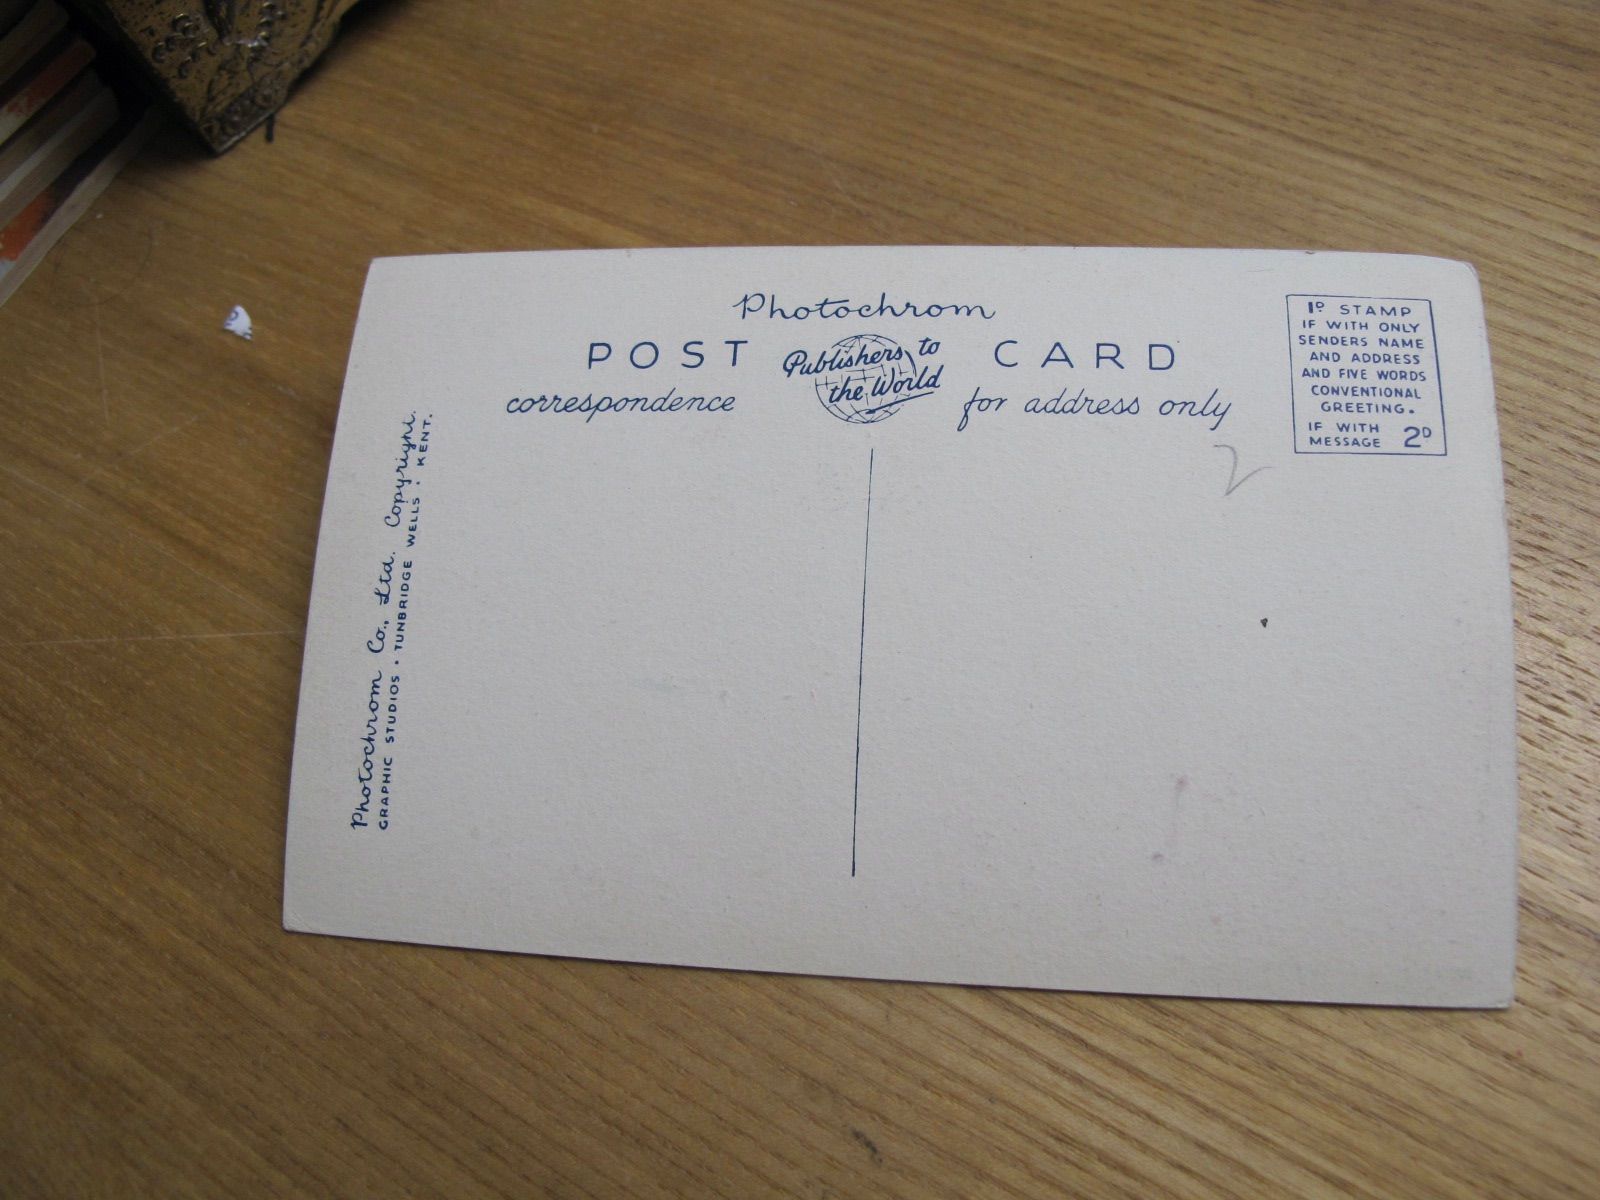 Photochrom
POST CARD
Publishers to
the World
correspondence
for address only
1D STAMP
IF WITH ONLY
SENDERS NAME
AND ADDRESS
AND FIVE WORDS
CONVENTIONAL
GREETING.
IF WITH
MESSAGE 2D
2
Photochrom Co., Ltd. Copyright.
GRAPHIC STUDIOS • TUNBRIDGE WELLS • KENT.